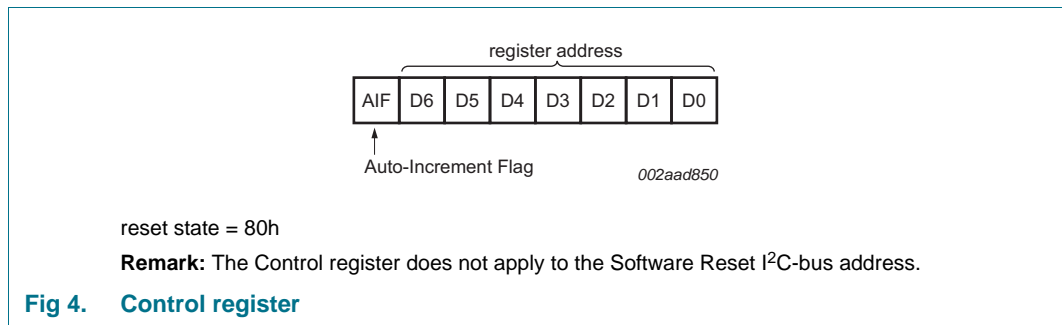 register address
AIF D6 D5 D4 D3 D2 D1 D0
Auto-Increment Flag
002aad850
reset state = 80h
Remark: The Control register does not apply to the Software Reset I2C-bus address.
Fig 4. Control register